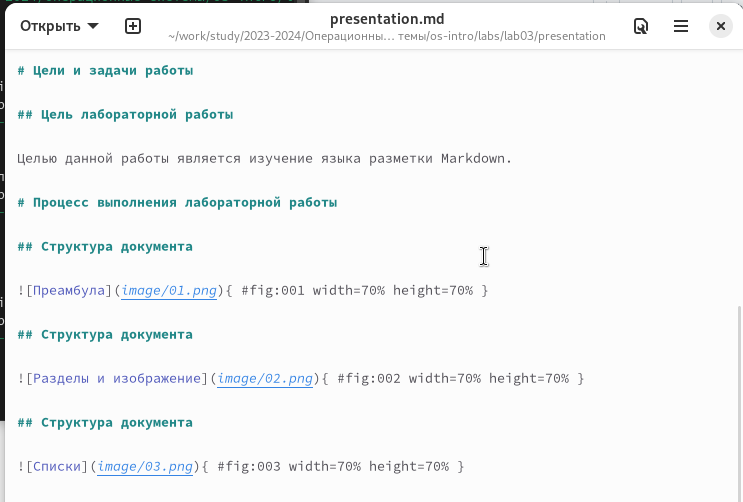 Открыть
presentation.md
~/work/study/2023-2024/Операционны… темы/os-intro/labs/lab03/presentation
# Цели и задачи работы
## Цель лабораторной работы
Целью данной работы является изучение языка разметки Markdown.
# Процесс выполнения лабораторной работы
## Структура документа
![Преамбула](image/01.png){ #fig:001 width=70% height=70% }
## Структура документа
![Разделы и изображение](image/02.png){ #fig:002 width=70% height=70% }
## Структура документа
![Списки](image/03.png){ #fig:003 width=70% height=70% }